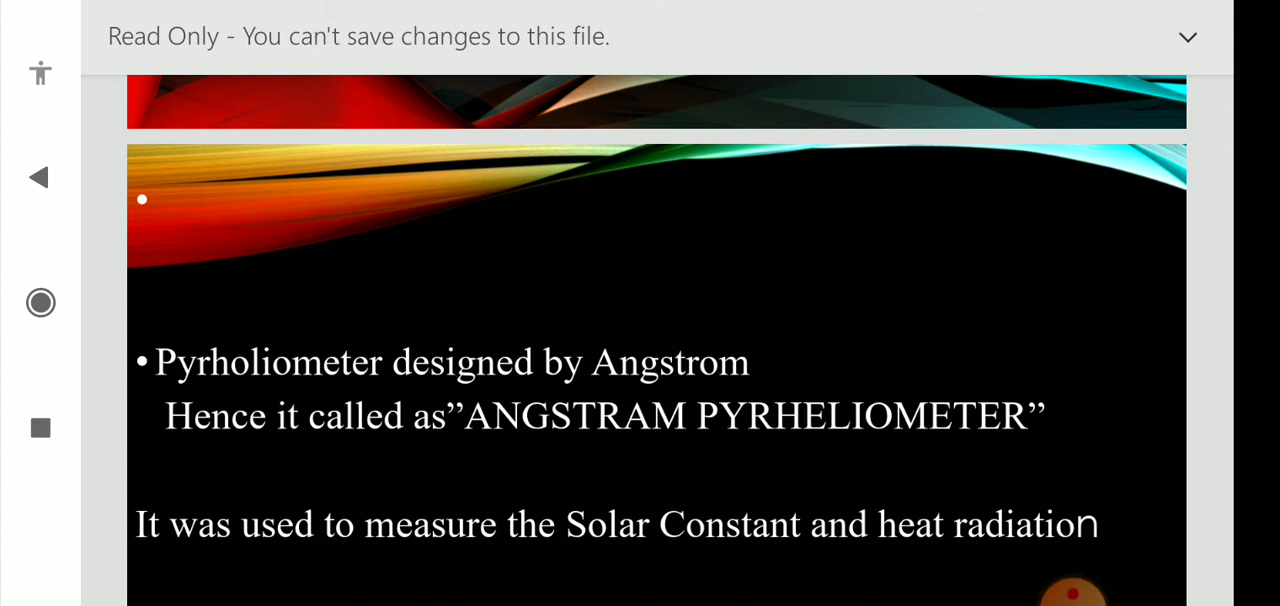 Read Only - You can't save changes to this file.
•
• Pyrholiometer designed by Angstrom
Hence it called as”ANGSTRAM PYRHELIOMETER”
It was used to measure the Solar Constant and heat radiation